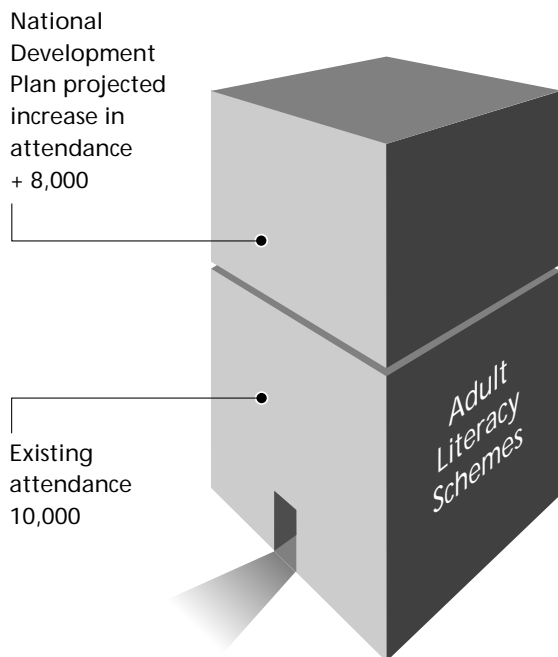 National
Development
Plan projected
increase in
attendance
+ 8,000
Adult
Literacy
Schemes
Existing
attendance
10,000